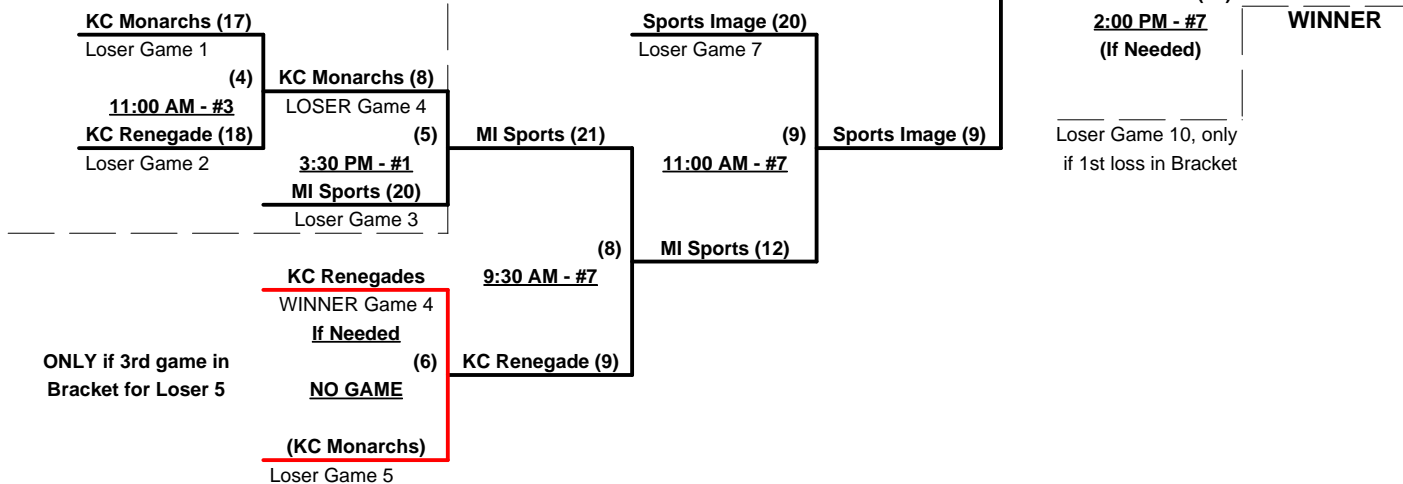 KC Monarchs (17)
Loser Game 1
(4)
11:00 AM - #3
KC Renegade (18)
Loser Game 2
KC Monarchs (8)
LOSER Game 4
(5)
3:30 PM - #1
MI Sports (20)
Loser Game 3
MI Sports (21)
Sports Image (20)
Loser Game 7
(9)
11:00 AM - #7
Sports Image (9)
2:00 PM - #7
(If Needed)
WINNER
Loser Game 10, only
if 1st loss in Bracket
(8)
9:30 AM - #7
MI Sports (12)
KC Renegades
WINNER Game 4
If Needed
(6)
NO GAME
KC Renegade (9)
ONLY if 3rd game in
Bracket for Loser 5
(KC Monarchs)
Loser Game 5